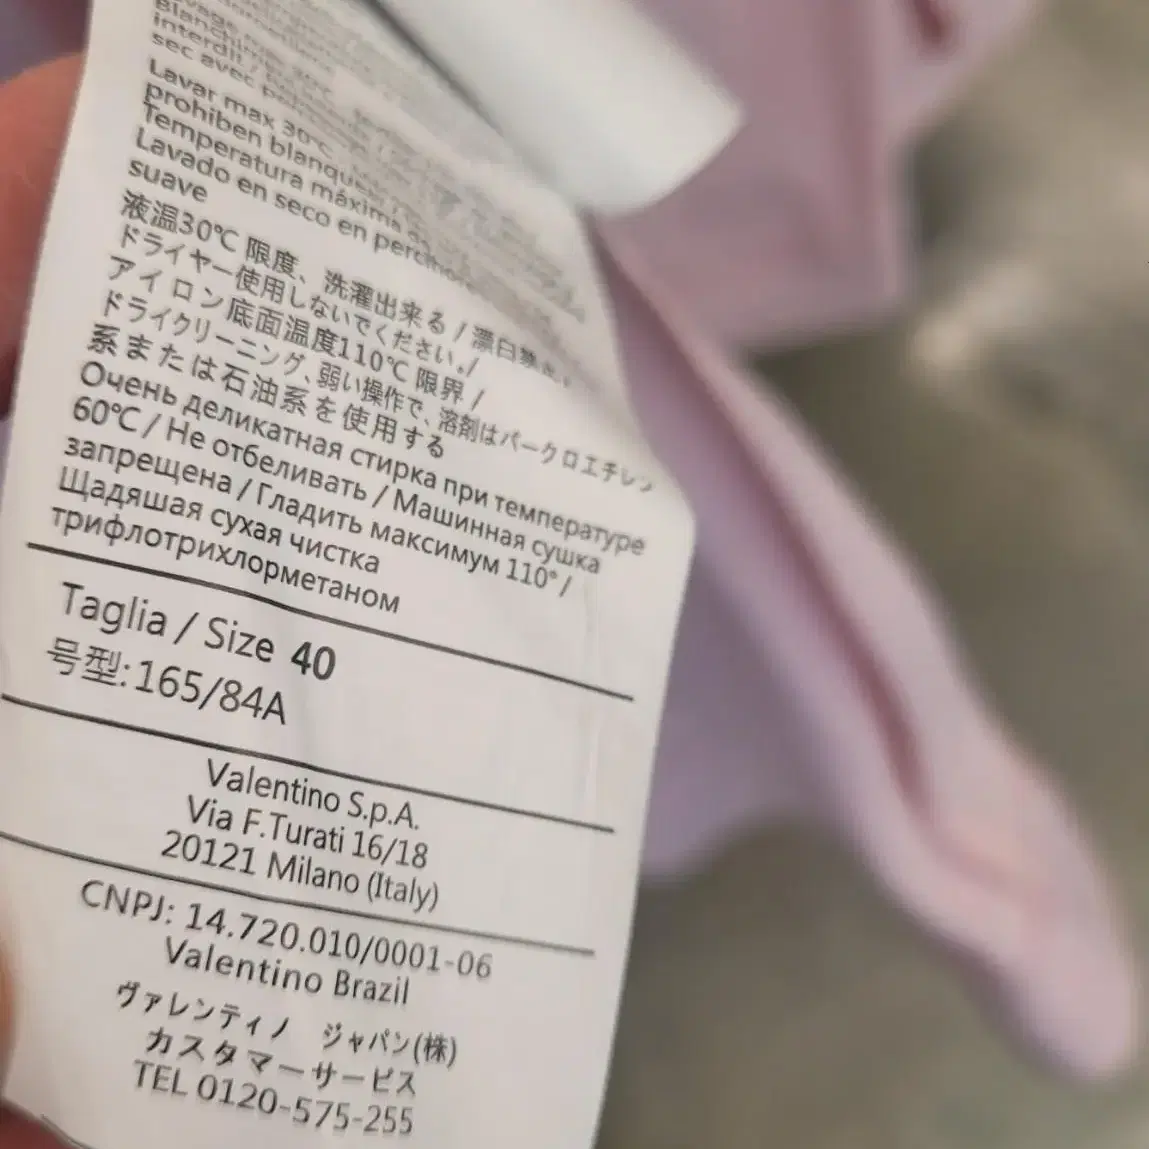 interdit /
sec avec
Lavar max 30°C
prohiben
Temperatura máxima
Lavado en seco en
suave
液温30℃ 限度、洗濯出来る / 漂白
ドライヤー使用しないでください。/
アイロン底面温度110℃ 限界 /
ドライクリーニング、弱い操作で、溶剤はパークロエチレン
系または石油系を使用する
Очень деликатная стирка при температуре
60°C / Не отбеливать / Машинная сушка
запрещена / Гладить максимум 110° /
Щадяшая сухая чистка
трифлотрихлорметаном
Taglia / Size 40
号型:165/84A
Valentino S.p.A.
Via F.Turati 16/18
20121 Milano (Italy)
CNPJ: 14.720.010/0001-06
Valentino Brazil
ヴァレンティノ ジャパン(株)
カスタマーサービス
TEL 0120-575-255